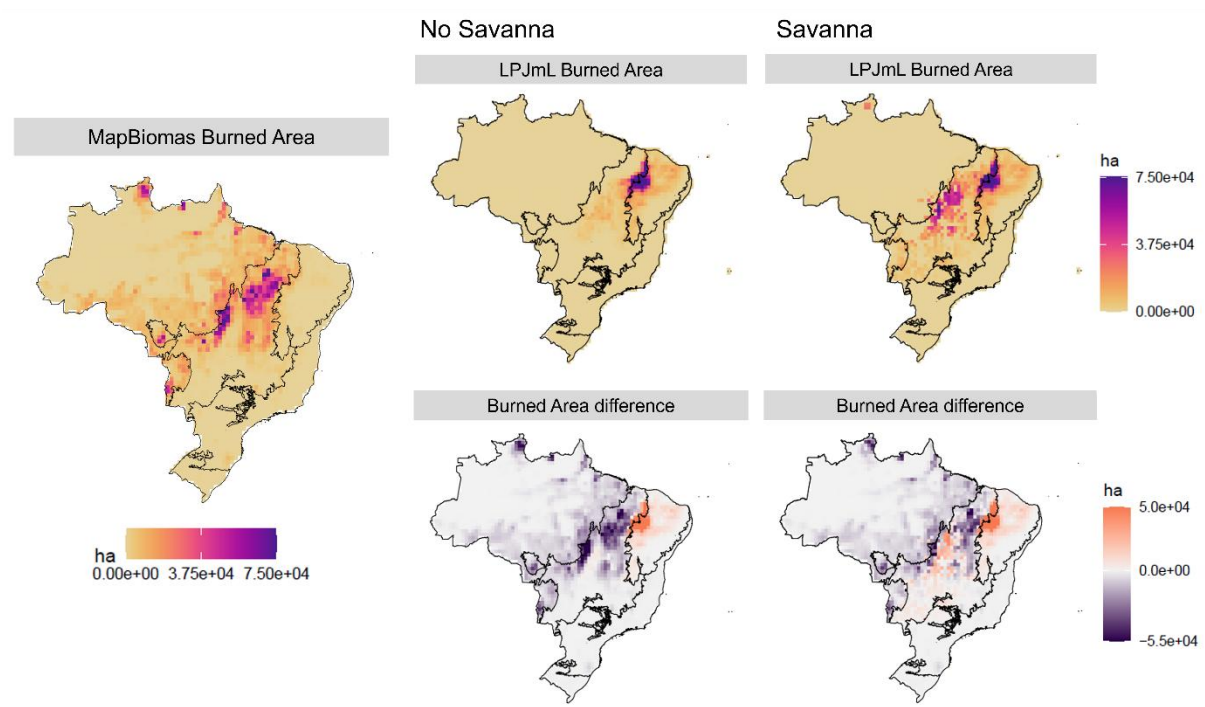 No Savanna
Savanna
LPJmL Burned Area
LPJmL Burned Area
MapBiomas Burned Area
ha
7.50e+04
3.75e+04
0.00e+00
Burned Area difference
Burned Area difference
ha
5.0e+04
0.0e+00
−5.5e+04
ha
0.00e+00 3.75e+04 7.50e+04